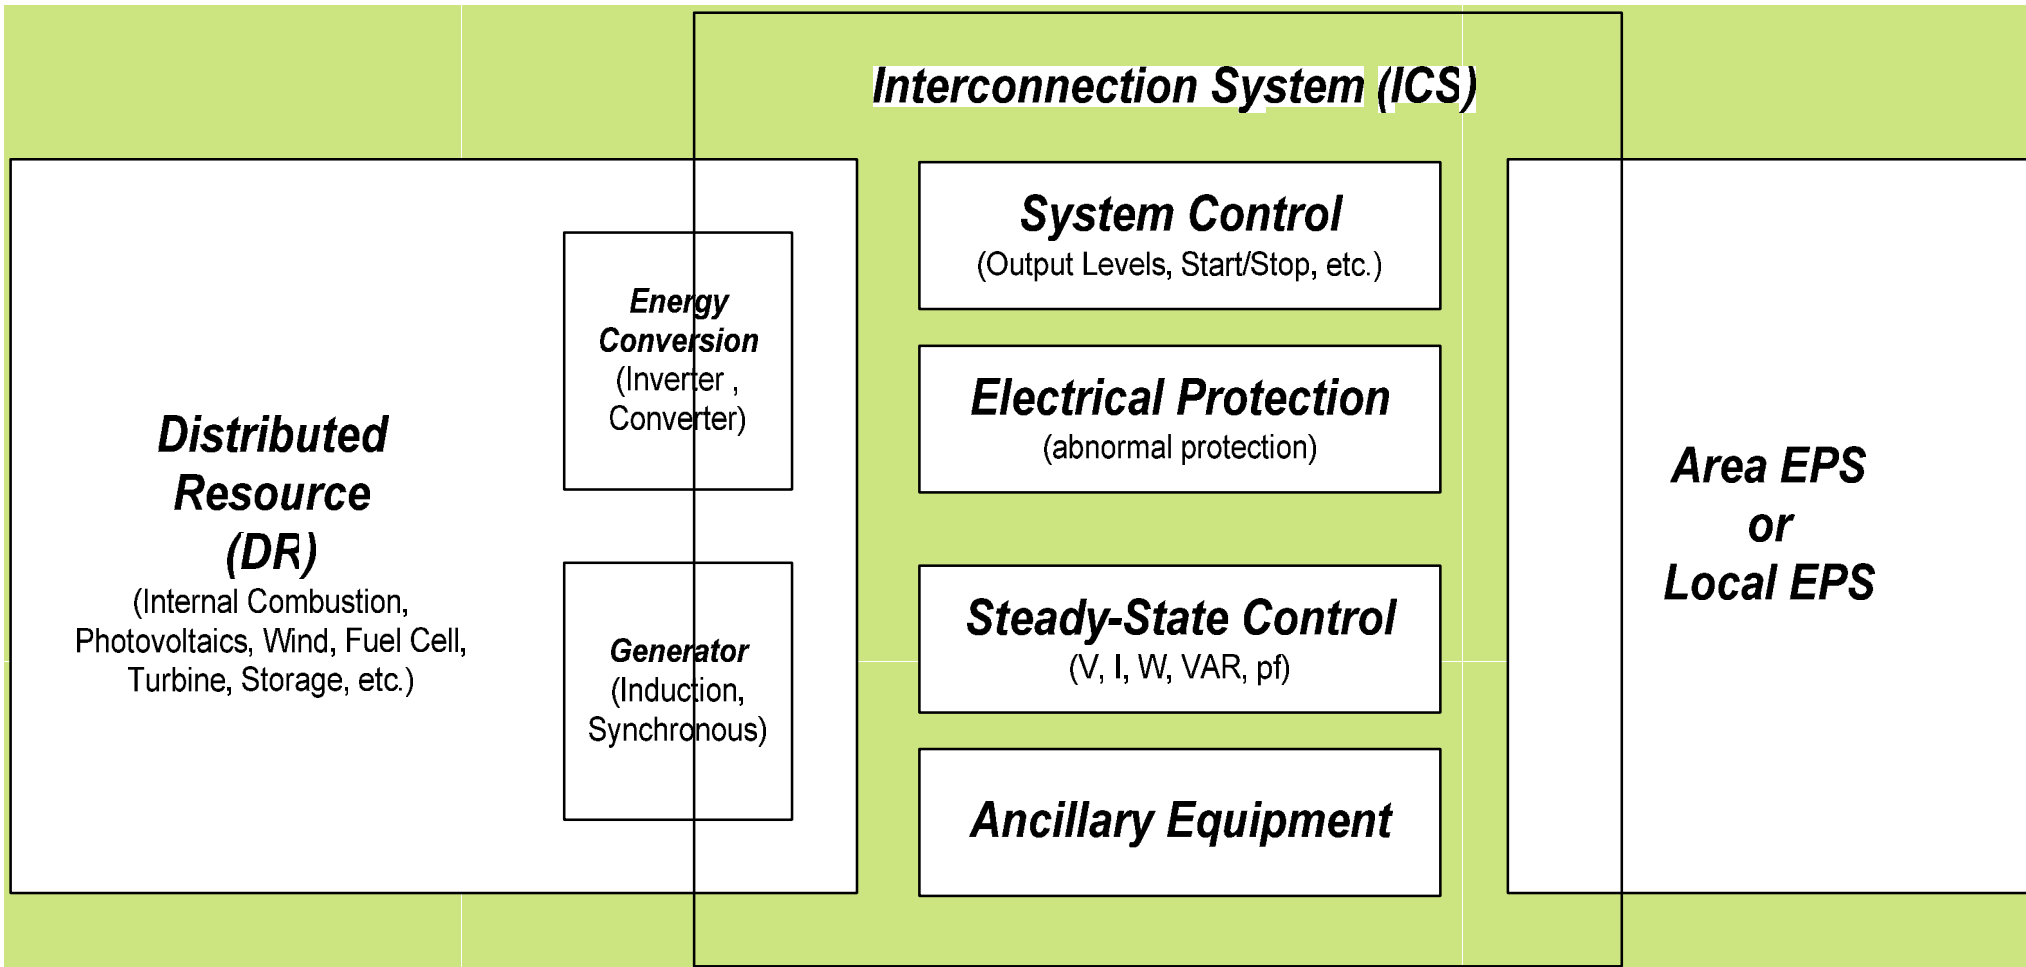 Interconnection System (ICS)
Distributed
Resource
(DR)
(Internal Combustion,
Photovoltaics, Wind, Fuel Cell,
Turbine, Storage, etc.)
Energy
Conversion
(Inverter ,
Converter)
Generator
(Induction,
Synchronous)
System Control
(Output Levels, Start/Stop, etc.)
Electrical Protection
(abnormal protection)
Steady-State Control
(V, I, W, VAR, pf)
Ancillary Equipment
Area EPS
or
Local EPS